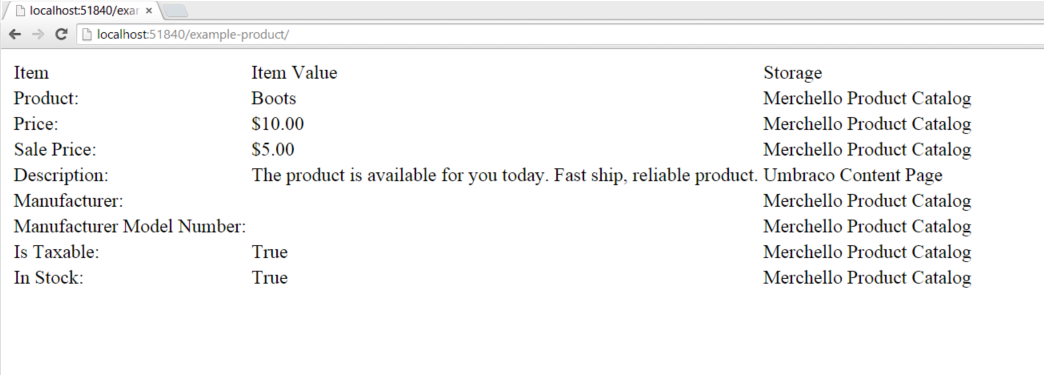 localhost:51840/exar
localhost:51840/example-product/
Item Item Value Storage
Product: Boots Merchello Product Catalog
Price: $10.00 Merchello Product Catalog
Sale Price: $5.00 Merchello Product Catalog
Description: The product is available for you today. Fast ship, reliable product. Umbraco Content Page
Manufacturer: Merchello Product Catalog
Manufacturer Model Number: Merchello Product Catalog
Is Taxable: True Merchello Product Catalog
In Stock: True Merchello Product Catalog